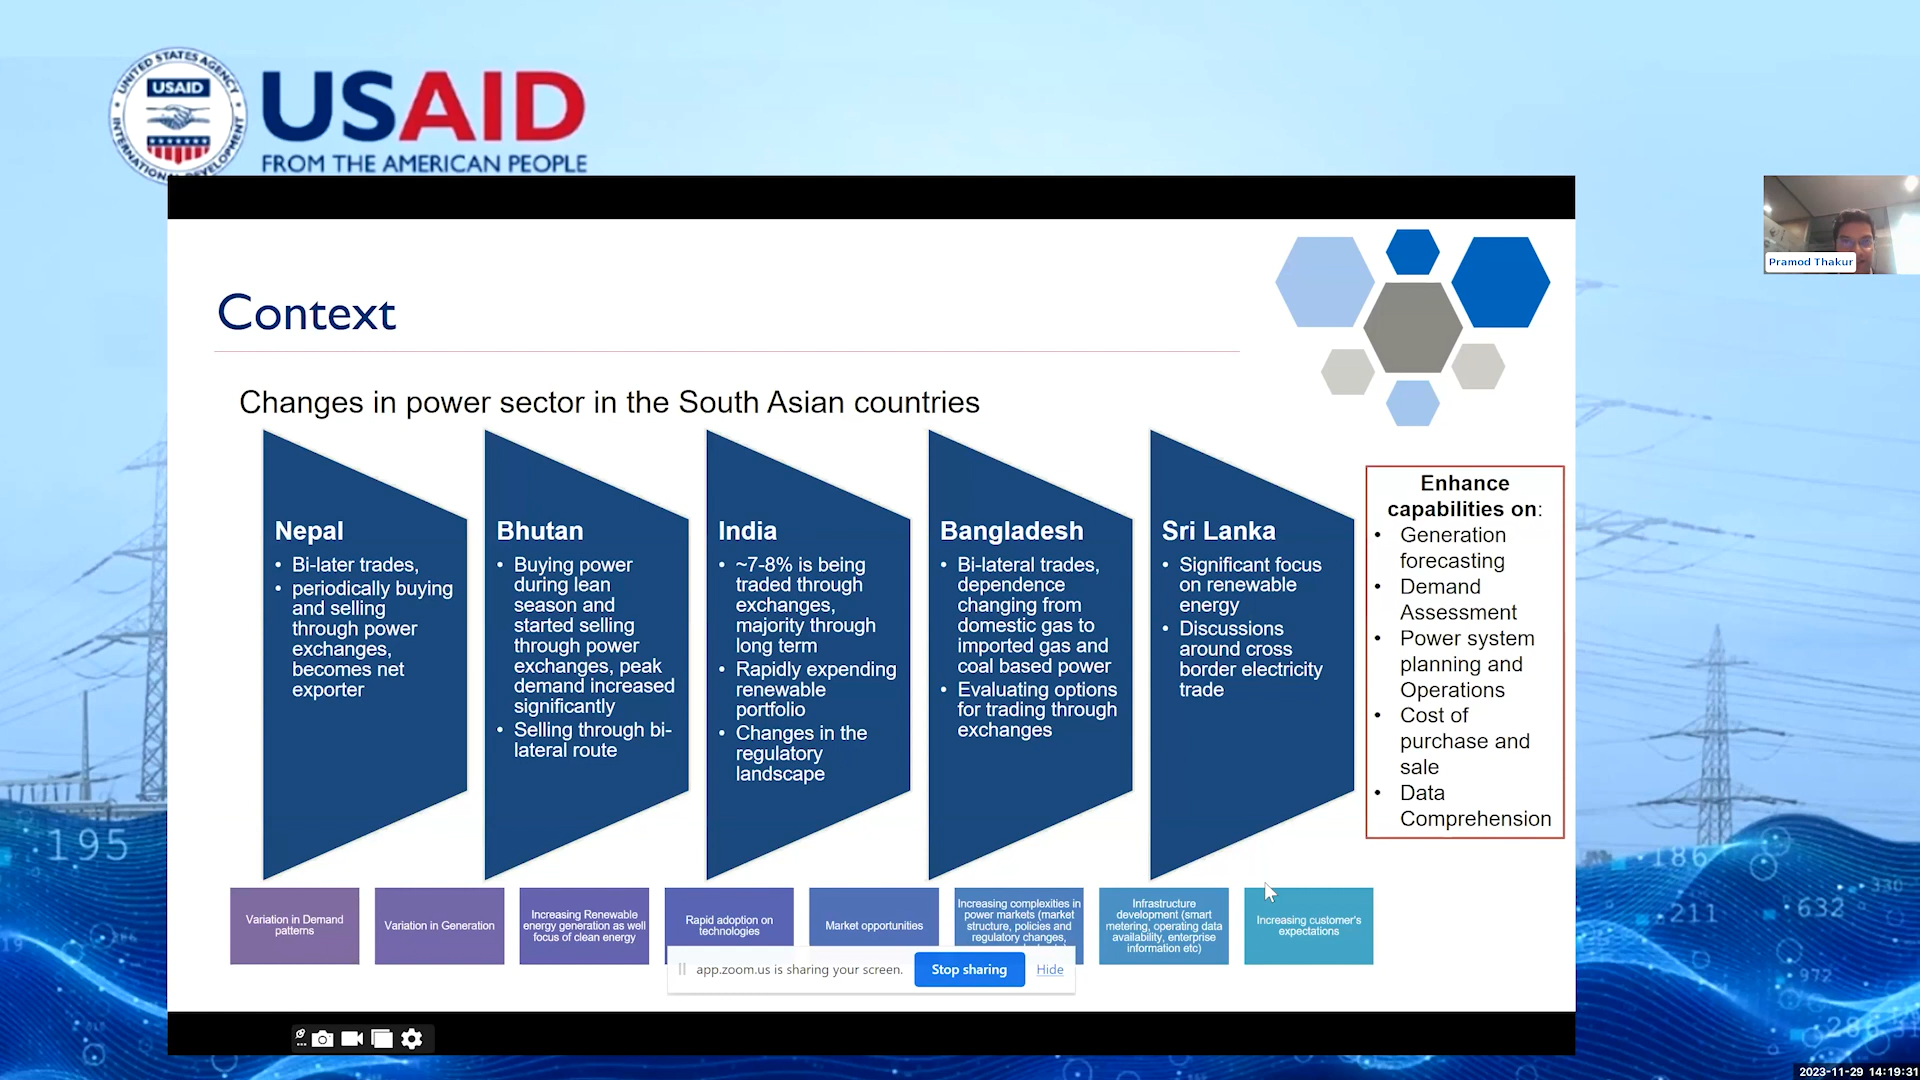 UNITED STATES AGENCY
USAID
INTERNATIONAL DEVELOPMENT
USAID
FROM THE AMERICAN PEOPLE
Pramod Thakur
Context
Changes in power sector in the South Asian countries
Nepal
• Bi-later trades,
• periodically buying
and selling
through power
exchanges,
becomes net
exporter
Bhutan
• Buying power
during lean
season and
started selling
through power
exchanges, peak
demand increased
significantly
• Selling through bi-
lateral route
India
• ~7-8% is being
traded through
exchanges,
majority through
long term
• Rapidly expending
renewable
portfolio
• Changes in the
regulatory
landscape
Bangladesh
• Bi-lateral trades,
dependence
changing from
domestic gas to
imported gas and
coal based power
• Evaluating options
for trading through
exchanges
Sri Lanka
• Significant focus
on renewable
energy
• Discussions
around cross
border electricity
trade
Enhance
capabilities on:
• Generation
forecasting
• Demand
Assessment
• Power system
planning and
Operations
• Cost of
purchase and
sale
• Data
Comprehension
Variation in Demand
patterns
Variation in Generation
Increasing Renewable
energy generation as well
focus of clean energy
Rapid adoption on
technologies
Market opportunities
Increasing complexities in
power markets (market
structure, policies and
regulatory changes,
Infrastructure
development (smart
metering, operating data
availability, enterprise
information etc)
Increasing customer's
expectations
app.zoom.us is sharing your screen.
Stop sharing
Hide
195
186
330
211
632
972
2023-11-29 14:19:31